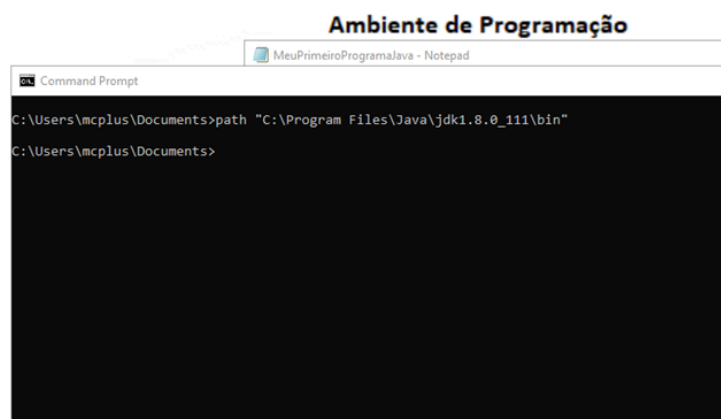 Ambiente de Programação
MeuPrimeiroProgramaJava - Notepad
Command Prompt
C:\Users\mcplus\Documents>path "C:\Program Files\Java\jdk1.8.0_111\bin"
C:\Users\mcplus\Documents>